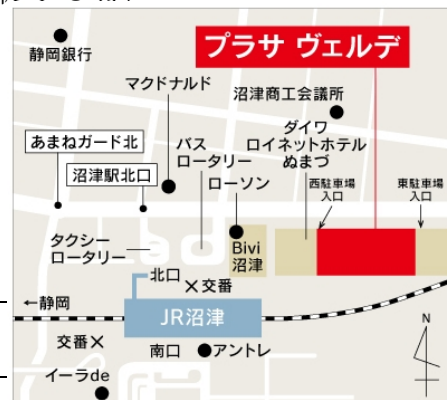 プラサ ヴェルデ
静岡銀行
マクドナルド
沼津商工会議所
あまねガード北
沼津駅北口
バス
ロータリー
ダイワ
ロイネットホテル
ぬまづ
ローソン
西駐車場
入口
東駐車場
入口
タクシー
ロータリー
Bivi
沼津
北口
交番
←静岡
JR沼津
交番
南口
アントレ
イーラde
N